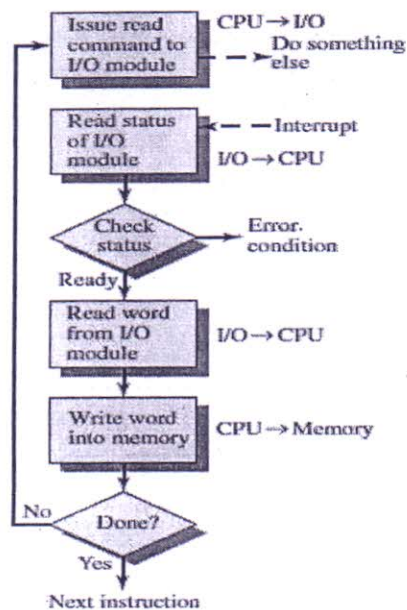 Issue read
command to
I/O module
CPU → I/O
Do something
else
Read status
of I/O
module
Interrupt
I/O → CPU
Check
status
Error
condition
Ready
Read word
from I/O
module
I/O → CPU
Write word
into memory
CPU → Memory
No
Done?
Yes
Next instruction